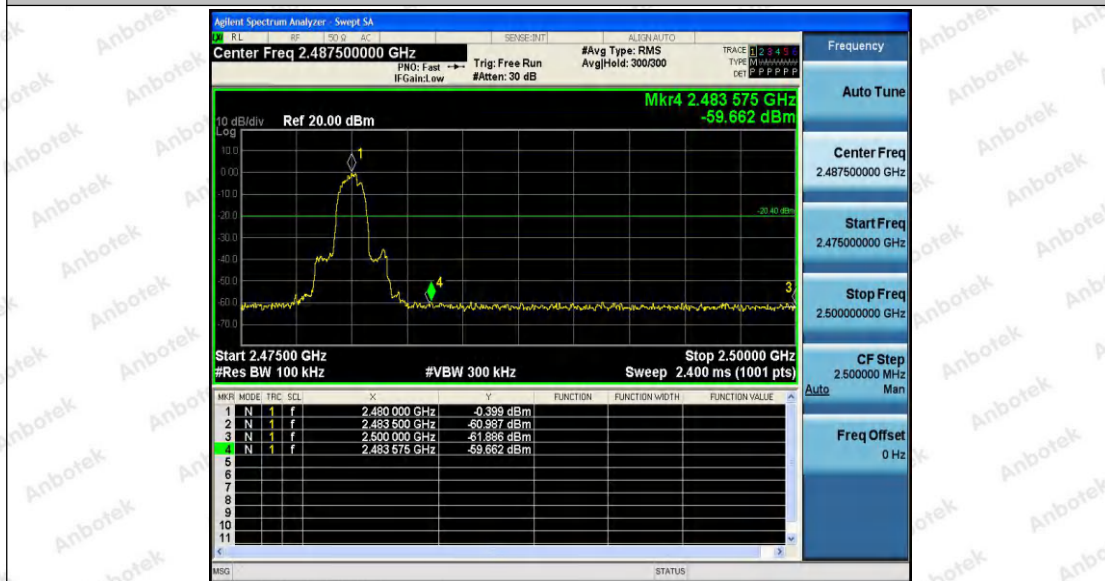 Agilent Spectrum Analyzer - Swept SA
RL RF 50 Ω AC SENSE:INT ALIGN AUTO
Center Freq 2.487500000 GHz
PNO: Fast
IFGain:Low
Trig: Free Run
#Atten: 30 dB
#Avg Type: RMS
Avg|Hold: 300/300
TRACE 1 2 3 4 5 6
TYPE M
DET P P P P P P
Mkr4 2.483 575 GHz
-59.662 dBm
10 dB/div Ref 20.00 dBm
Log
10.0
0.00
-10.0
-20.0
-30.0
-40.0
-50.0
-60.0
-70.0
1
-20.40 dBm
4
3
Start 2.47500 GHz Stop 2.50000 GHz
#Res BW 100 kHz #VBW 300 kHz Sweep 2.400 ms (1001 pts)
MKR MODE TRC SCL X Y FUNCTION FUNCTION WIDTH FUNCTION VALUE
1 N 1 f 2.480 000 GHz -0.399 dBm
2 N 1 f 2.483 500 GHz -60.987 dBm
3 N 1 f 2.500 000 GHz -61.886 dBm
4 N 1 f 2.483 575 GHz -59.662 dBm
5
6
7
8
9
10
11
MSG STATUS
Frequency
Auto Tune
Center Freq
2.487500000 GHz
Start Freq
2.475000000 GHz
Stop Freq
2.500000000 GHz
CF Step
2.500000 MHz
Auto Man
Freq Offset
0 Hz
Anbotek